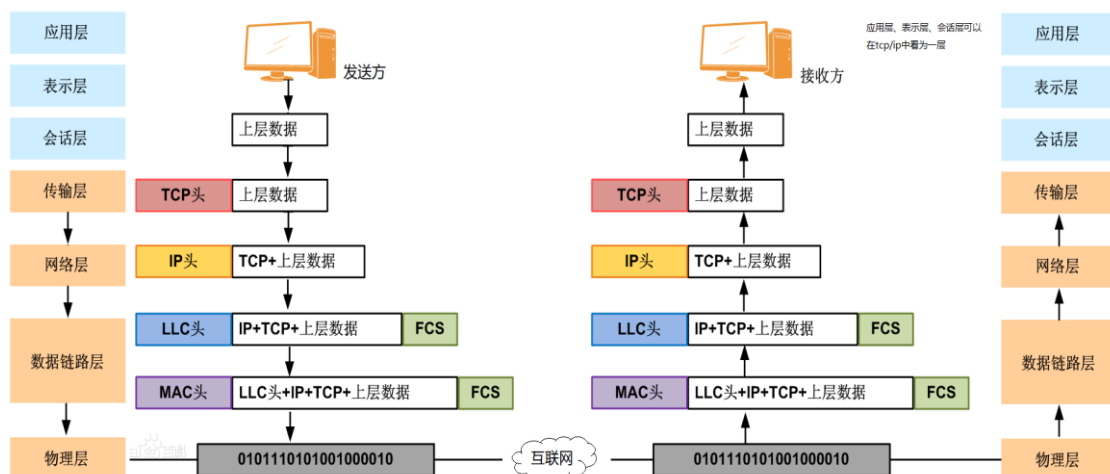 应用层
表示层
会话层
传输层
网络层
数据链路层
物理层
发送方
上层数据
TCP头 上层数据
IP头 TCP+上层数据
LLC头 IP+TCP+上层数据 FCS
MAC头 LLC头+IP+TCP+上层数据 FCS
0101110101001000010
互联网
应用层、表示层、会话层可以
在tcp/ip中看为一层
接收方
上层数据
TCP头 上层数据
IP头 TCP+上层数据
LLC头 IP+TCP+上层数据 FCS
MAC头 LLC头+IP+TCP+上层数据 FCS
0101110101001000010
应用层
表示层
会话层
传输层
网络层
数据链路层
物理层